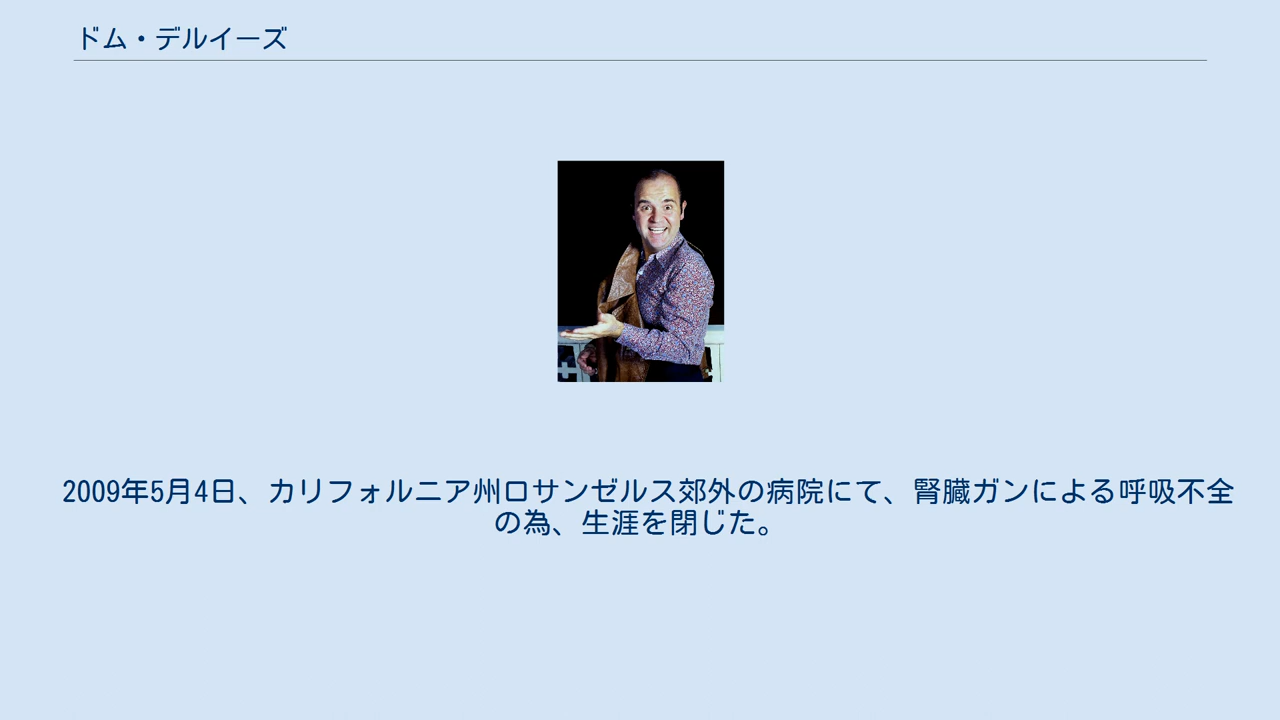 ドム・デルイーズ
2009年5月4日、カリフォルニア州ロサンゼルス郊外の病院にて、腎臓ガンによる呼吸不全
の為、生涯を閉じた。